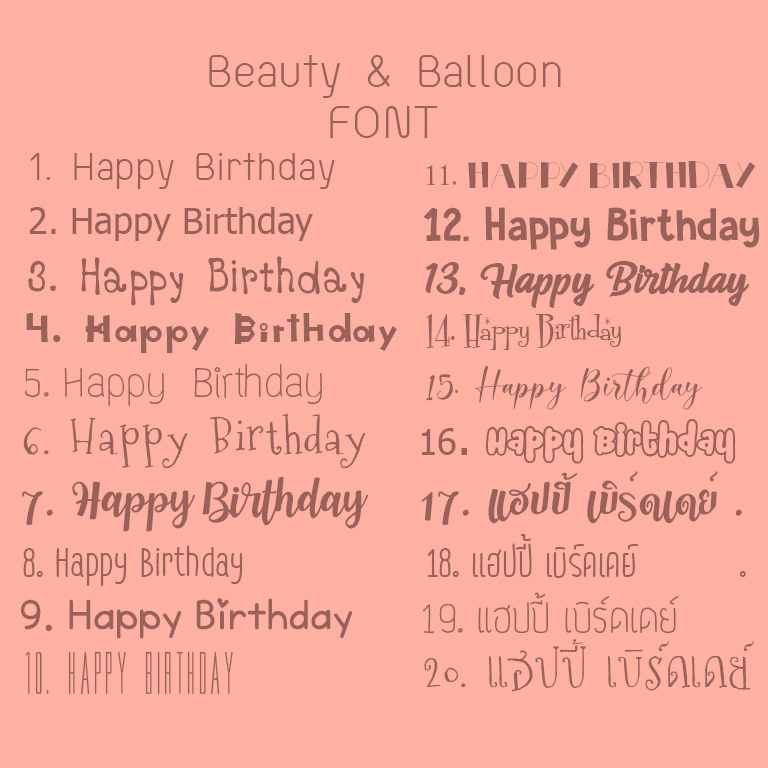 Beauty & Balloon
FONT
1. Happy Birthday
2. Happy Birthday
3. Happy Birthday
4. Happy Birthday
5. Happy Birthday
6. Happy Birthday
7. Happy Birthday
8. Happy Birthday
9. Happy Birthday
10. HAPPY BIRTHDAY
11. HAPPY BIRTHDAY
12. Happy Birthday
13. Happy Birthday
14. Happy Birthday
15. Happy Birthday
16. Happy Birthday
17. แฮปปี้ เบิร์ดเดย์ .
18. แฮปปี้ เบิร์ดเดย์ .
19. แฮปปี้ เบิร์ดเดย์
20. แฮปปี้ เบิร์ดเดย์